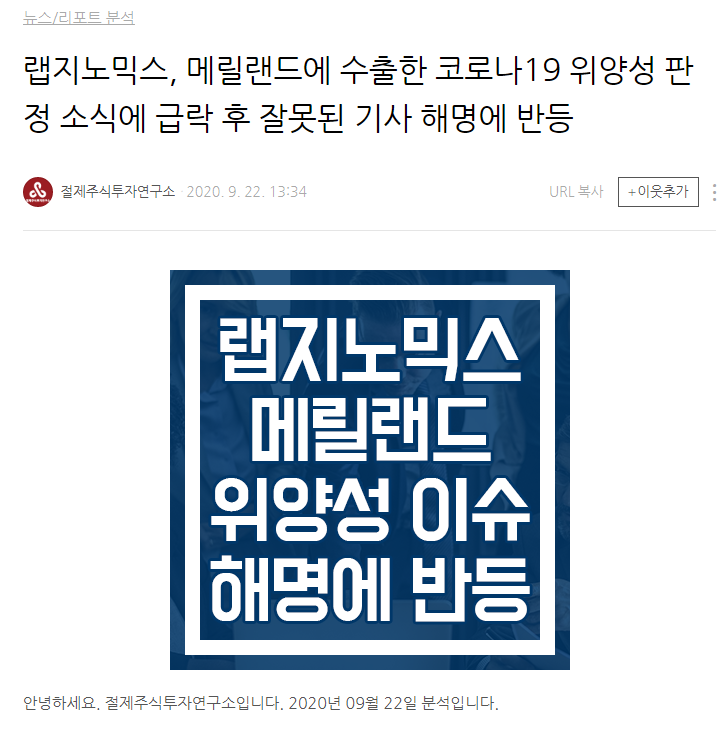 뉴스/리포트 분석
랩지노믹스, 메릴랜드에 수출한 코로나19 위양성 판
정 소식에 급락 후 잘못된 기사 해명에 반등
절제주식투자연구소 · 2020. 9. 22. 13:34
URL 복사
+이웃추가
랩지노믹스
메릴랜드
위양성 이슈
해명에 반등
안녕하세요. 절제주식투자연구소입니다. 2020년 09월 22일 분석입니다.